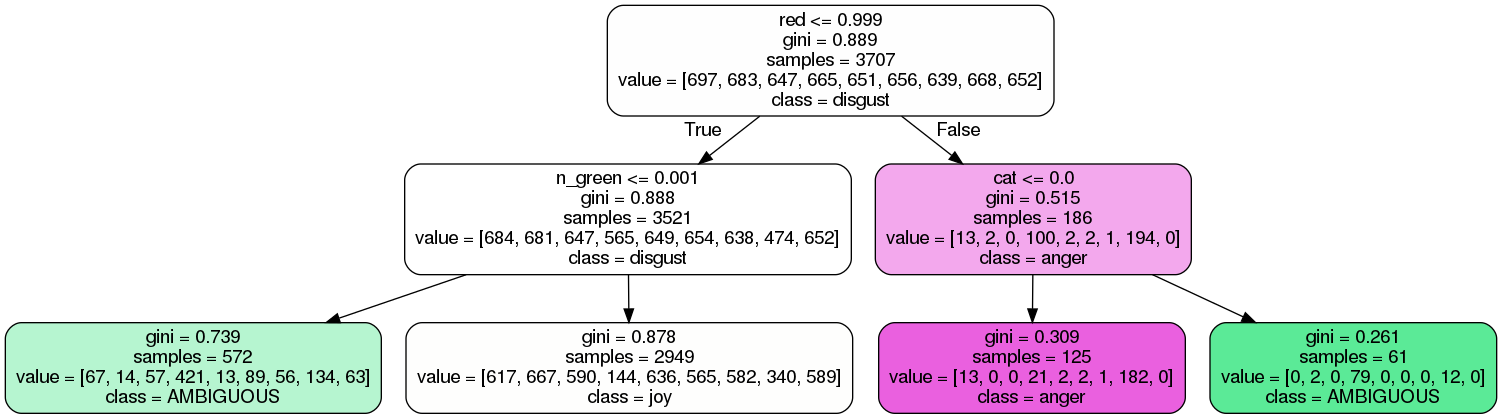 red <= 0.999
gini = 0.889
samples = 3707
value = [697, 683, 647, 665, 651, 656, 639, 668, 652]
class = disgust
True
False
n_green <= 0.001
gini = 0.888
samples = 3521
value = [684, 681, 647, 565, 649, 654, 638, 474, 652]
class = disgust
cat <= 0.0
gini = 0.515
samples = 186
value = [13, 2, 0, 100, 2, 2, 1, 194, 0]
class = anger
gini = 0.739
samples = 572
value = [67, 14, 57, 421, 13, 89, 56, 134, 63]
class = AMBIGUOUS
gini = 0.878
samples = 2949
value = [617, 667, 590, 144, 636, 565, 582, 340, 589]
class = joy
gini = 0.309
samples = 125
value = [13, 0, 0, 21, 2, 2, 1, 182, 0]
class = anger
gini = 0.261
samples = 61
value = [0, 2, 0, 79, 0, 0, 0, 12, 0]
class = AMBIGUOUS